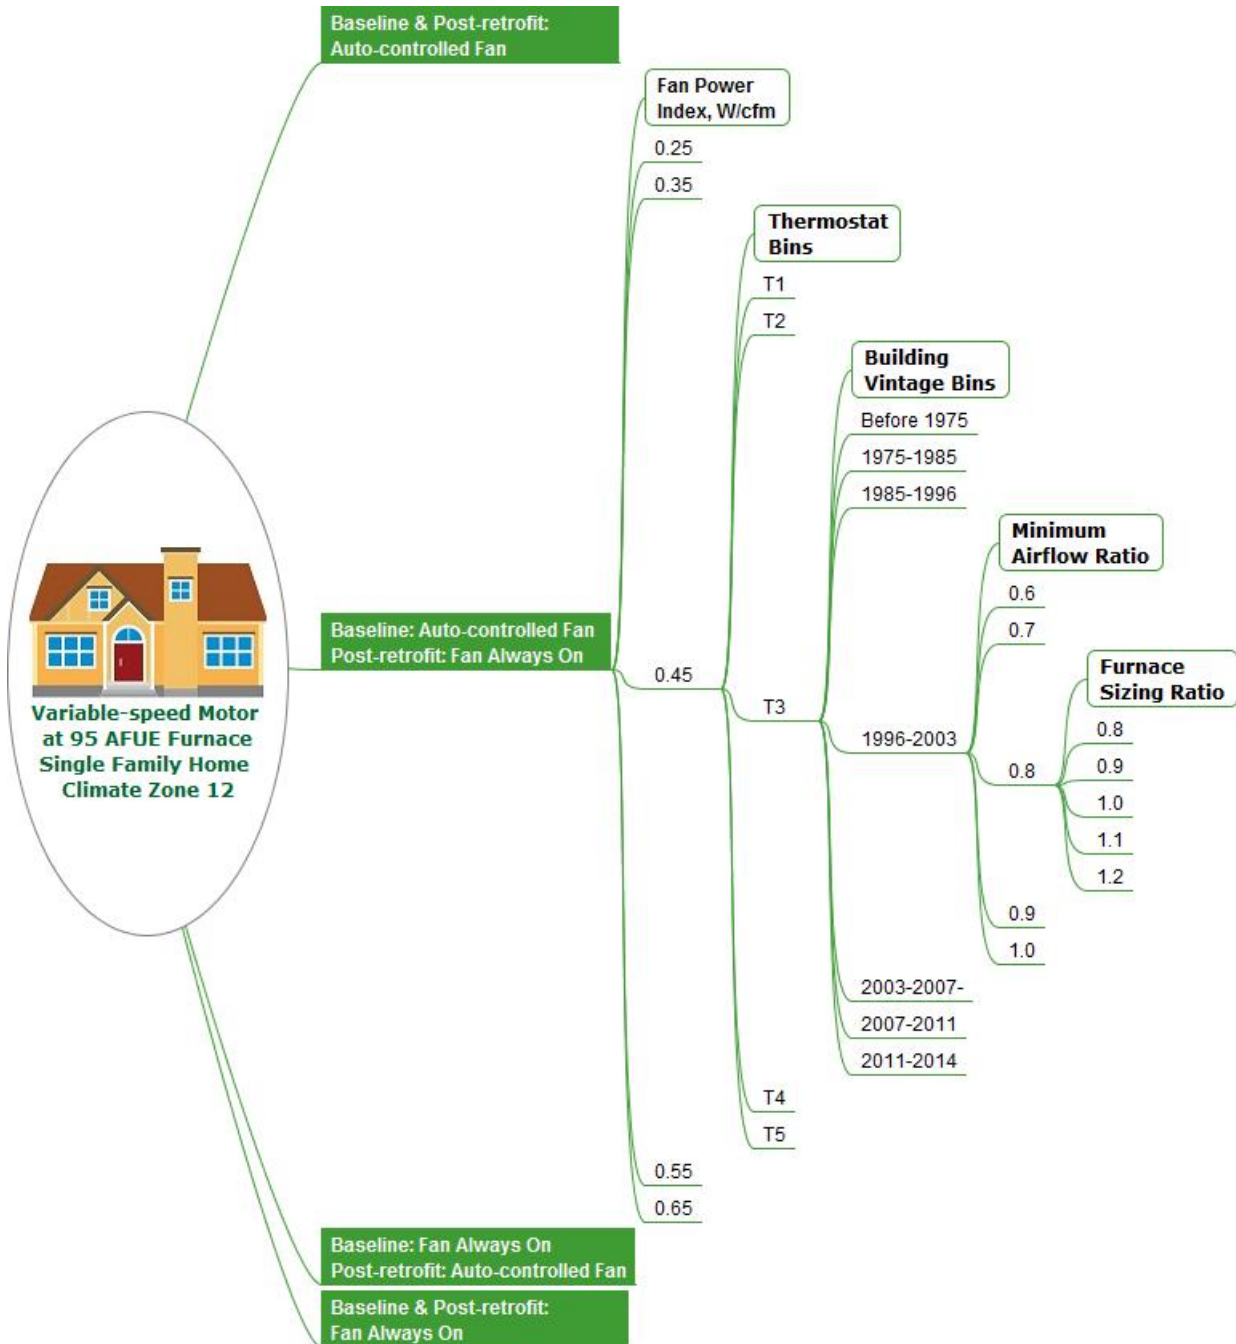 Baseline & Post-retrofit:
Auto-controlled Fan
Fan Power
Index, W/cfm
0.25
0.35
Thermostat
Bins
T1
T2
Building
Vintage Bins
Before 1975
1975-1985
1985-1996
Minimum
Airflow Ratio
0.6
0.7
Variable-speed Motor
at 95 AFUE Furnace
Single Family Home
Climate Zone 12
Baseline: Auto-controlled Fan
Post-retrofit: Fan Always On
0.45
T3
1996-2003
0.8
Furnace
Sizing Ratio
0.8
0.9
1.0
1.1
1.2
0.9
1.0
2003-2007-
2007-2011
2011-2014
T4
T5
0.55
0.65
Baseline: Fan Always On
Post-retrofit: Auto-controlled Fan
Baseline & Post-retrofit:
Fan Always On